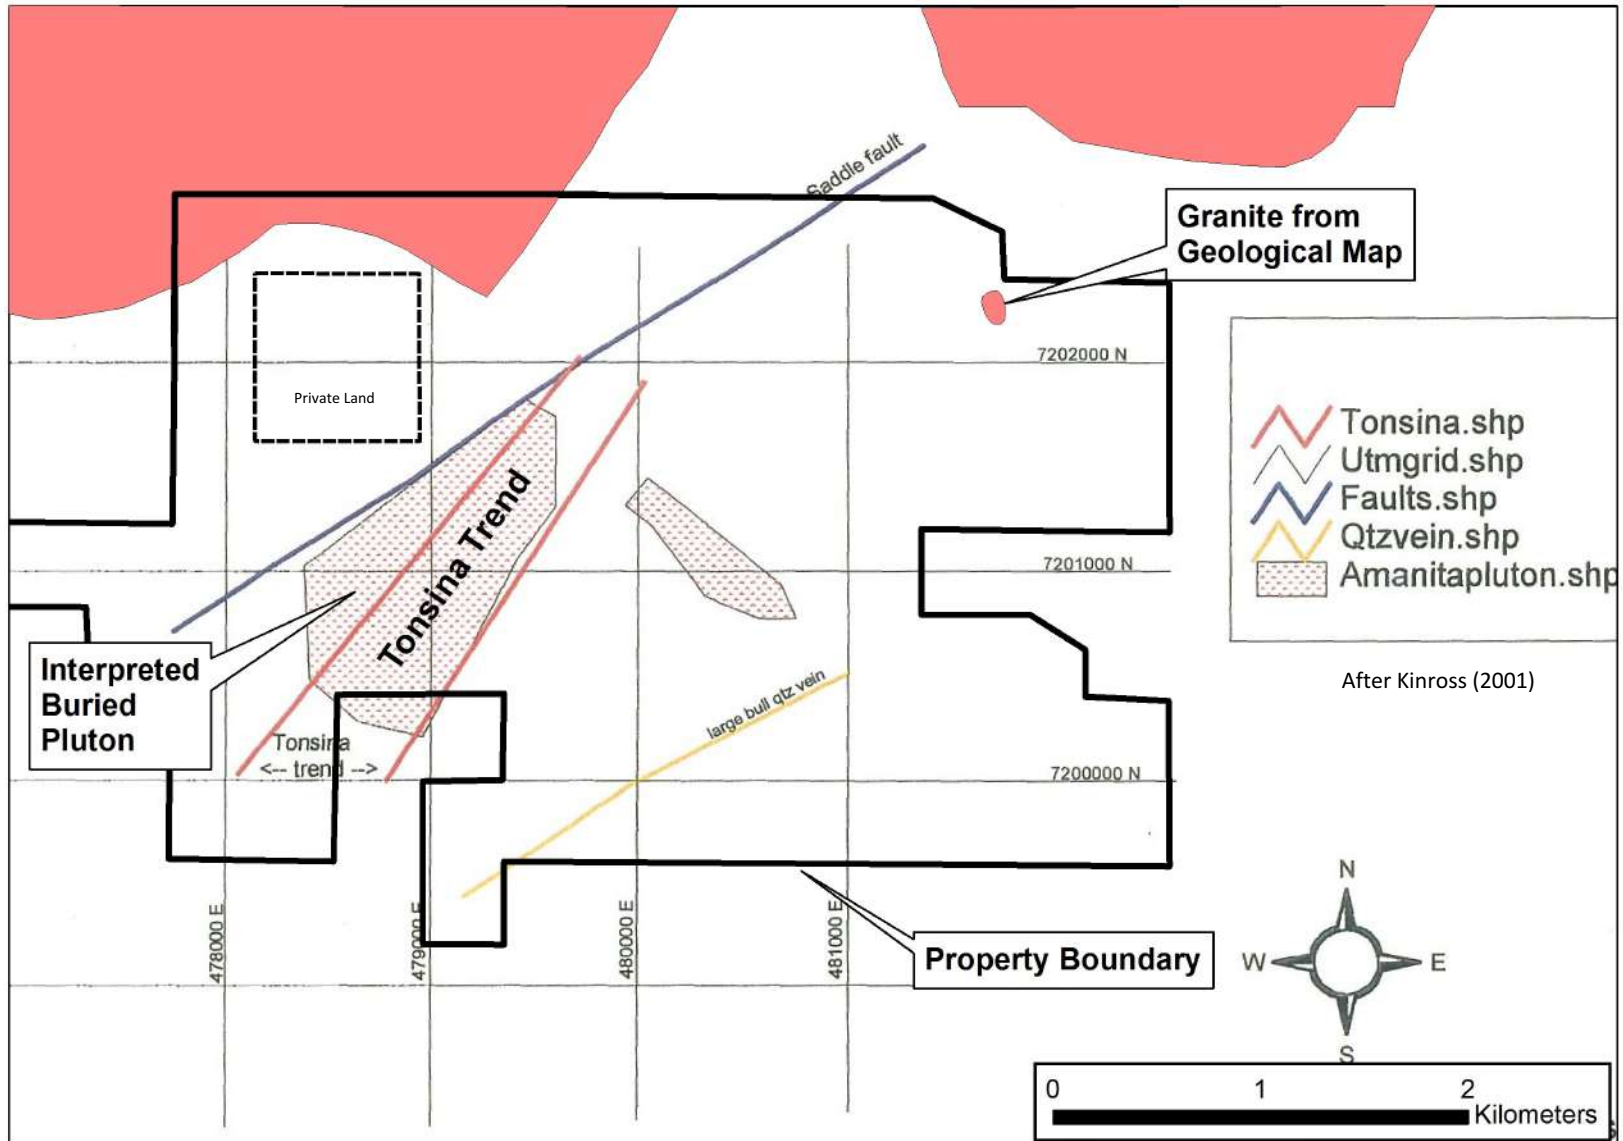 Saddle fault
Granite from
Geological Map
7202000 N
Private Land
Tonsina.shp
Utmgrid.shp
Faults.shp
Qtzvein.shp
Amanitapluton.shp
7201000 N
Tonsina Trend
Interpreted
Buried
Pluton
After Kinross (2001)
large bull qtz vein
Tonsina
<-- trend -->
7200000 N
478000 E
479000 E
480000 E
481000 E
Property Boundary
N
W
E
S
0 1 2
Kilometers